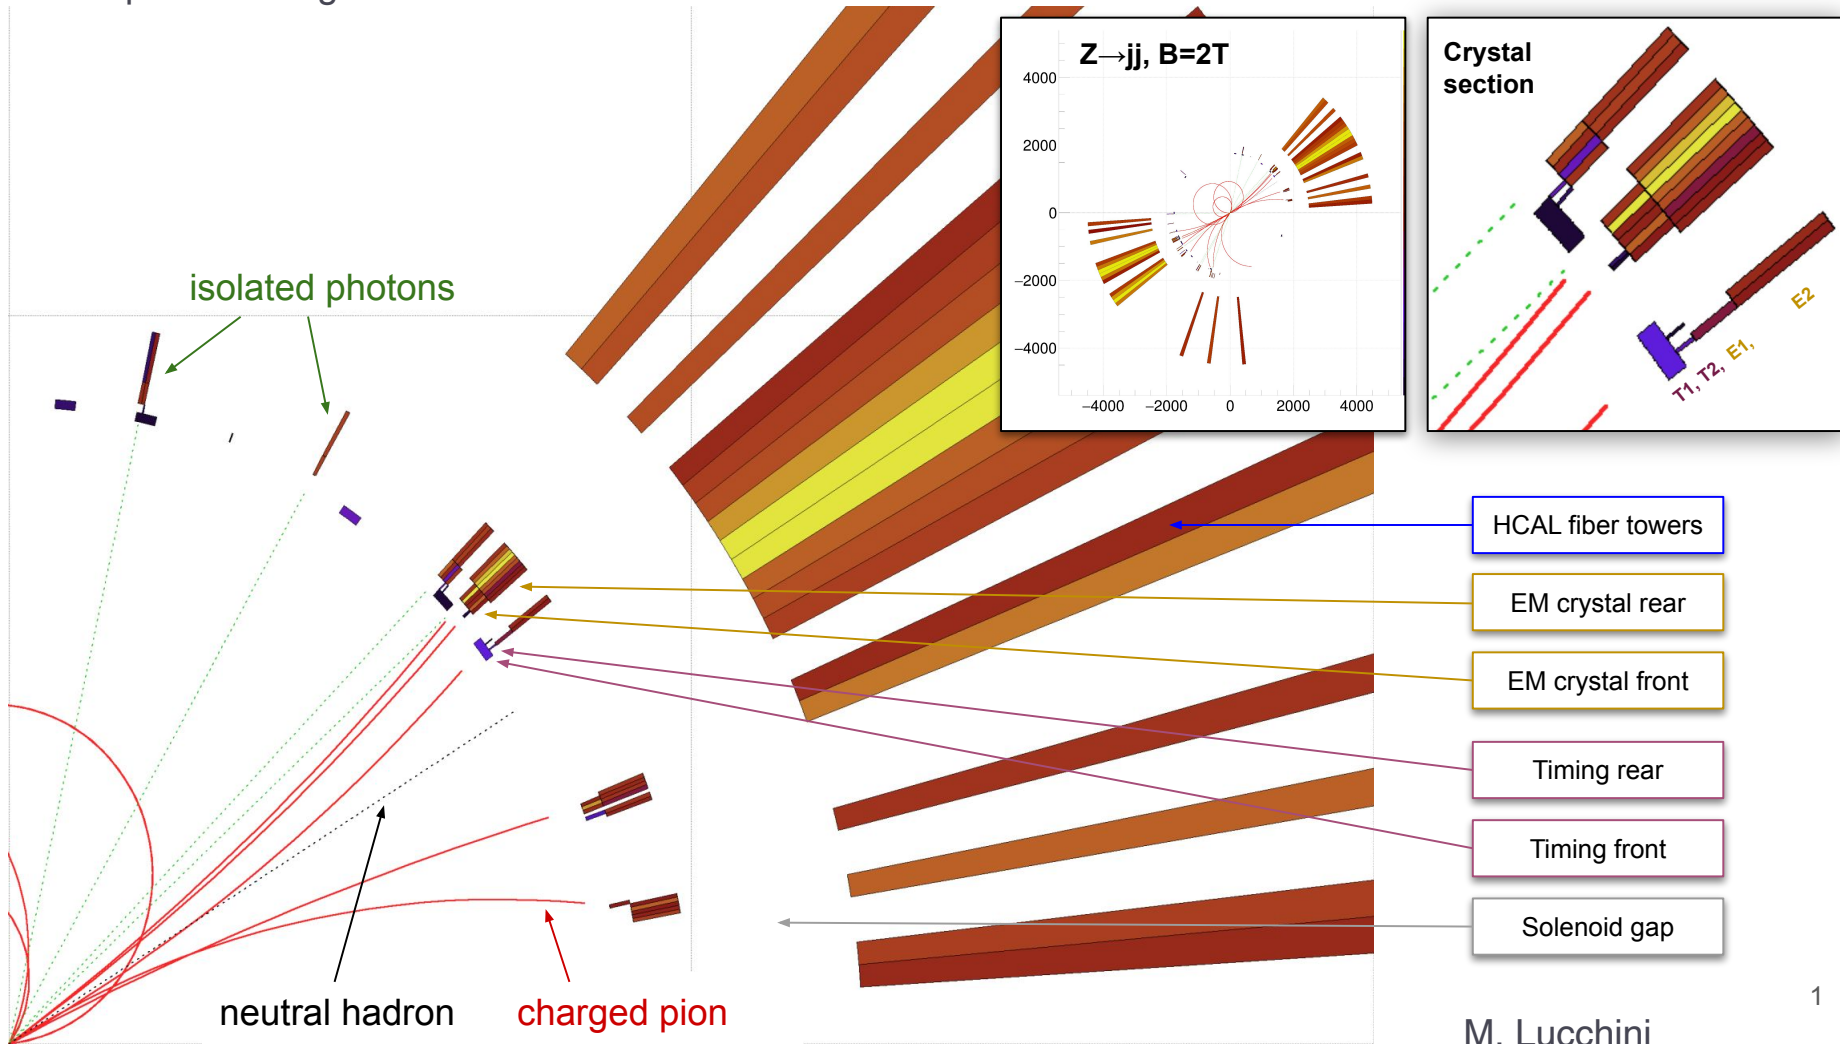 Z→jj, B=2T
4000
2000
0
−2000
−4000
−4000
−2000
0
2000
4000
Crystal
section
E2
T1, T2, E1,
isolated photons
HCAL fiber towers
EM crystal rear
EM crystal front
Timing rear
Timing front
Solenoid gap
neutral hadron
charged pion
1
M. Lucchini